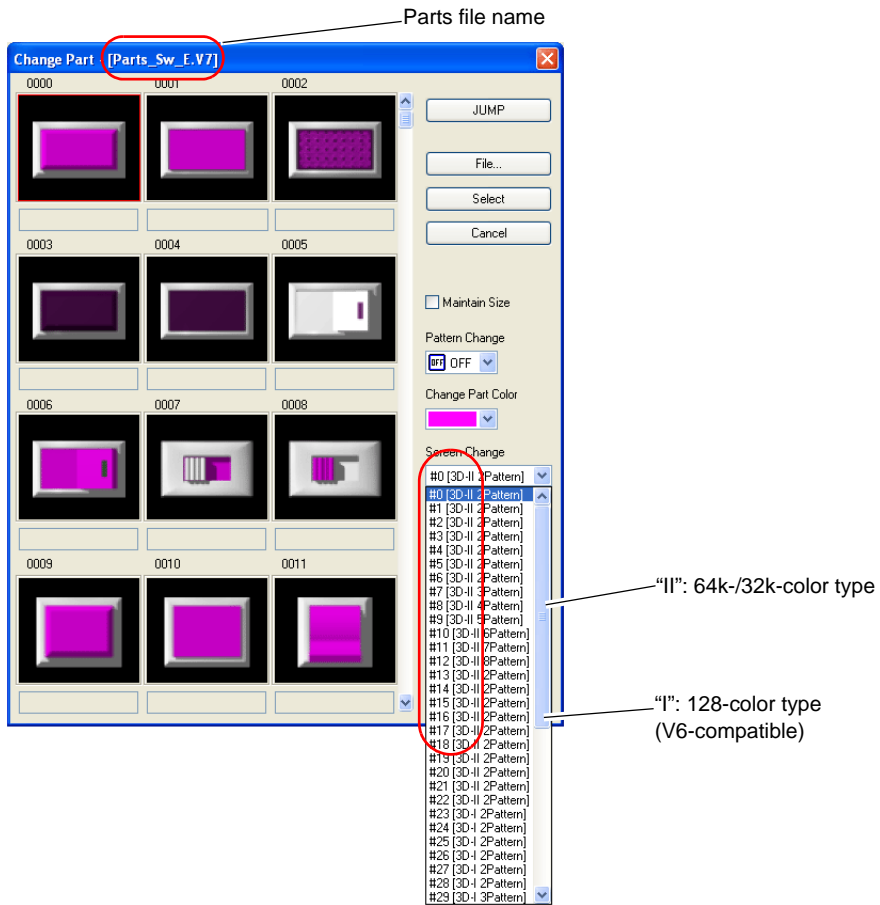 Parts file name
Change Part - [Parts_Sw_E.V7]
0000 0001 0002
JUMP
File...
Select
Cancel
0003 0004 0005
Maintain Size
Pattern Change
OFF OFF
Change Part Color
0006 0007 0008
Screen Change
#0 [3D-II 2Pattern]
#0 [3D-II 2Pattern]
#1 [3D-II 2Pattern]
#2 [3D-II 2Pattern]
#3 [3D-II 2Pattern]
#4 [3D-II 2Pattern]
#5 [3D-II 2Pattern]
#6 [3D-II 2Pattern]
#7 [3D-II 3Pattern]
#8 [3D-II 4Pattern]
#9 [3D-II 5Pattern]
#10 [3D-II 6Pattern]
#11 [3D-II 7Pattern]
#12 [3D-II 8Pattern]
#13 [3D-II 2Pattern]
#14 [3D-II 2Pattern]
#15 [3D-II 2Pattern]
#16 [3D-II 2Pattern]
#17 [3D-II 2Pattern]
#18 [3D-II 2Pattern]
#19 [3D-II 2Pattern]
#20 [3D-II 2Pattern]
#21 [3D-II 2Pattern]
#22 [3D-II 2Pattern]
#23 [3D-I 2Pattern]
#24 [3D-I 2Pattern]
#25 [3D-I 2Pattern]
#26 [3D-I 2Pattern]
#27 [3D-I 2Pattern]
#28 [3D-I 2Pattern]
#29 [3D-I 3Pattern]
0009 0010 0011
“II”: 64k-/32k-color type
“I”: 128-color type
(V6-compatible)